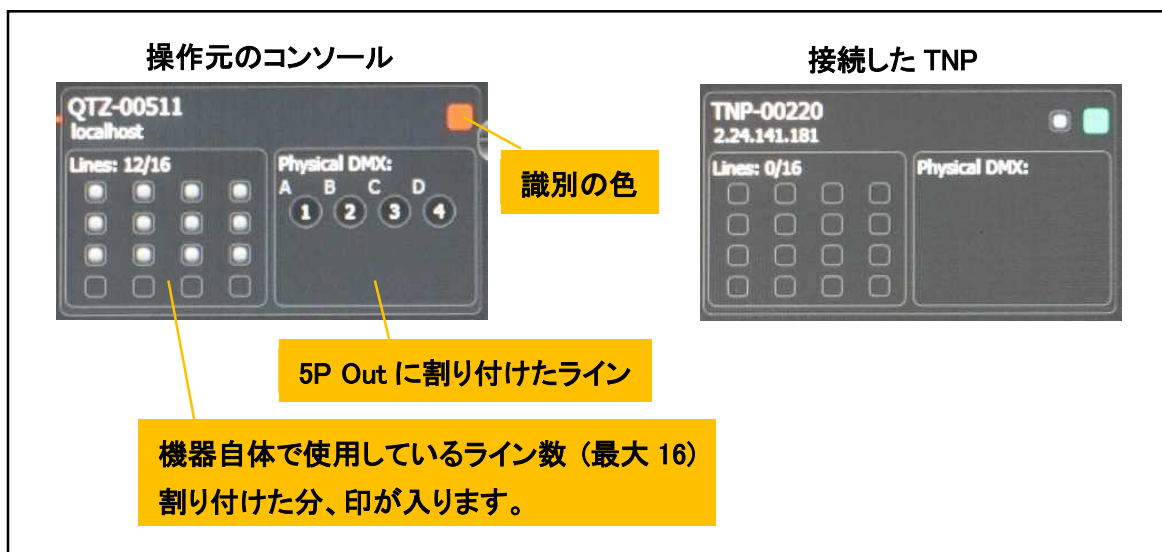 操作元のコンソール
接続した TNP
QTZ-00511
localhost
Lines: 12/16
Physical DMX:
A B C D
1 2 3 4
TNP-00220
2.24.141.181
Lines: 0/16
Physical DMX:
識別の色
5P Out に割り付けたライン
機器自体で使用しているライン数（最大 16）
割り付けた分、印が入ります。